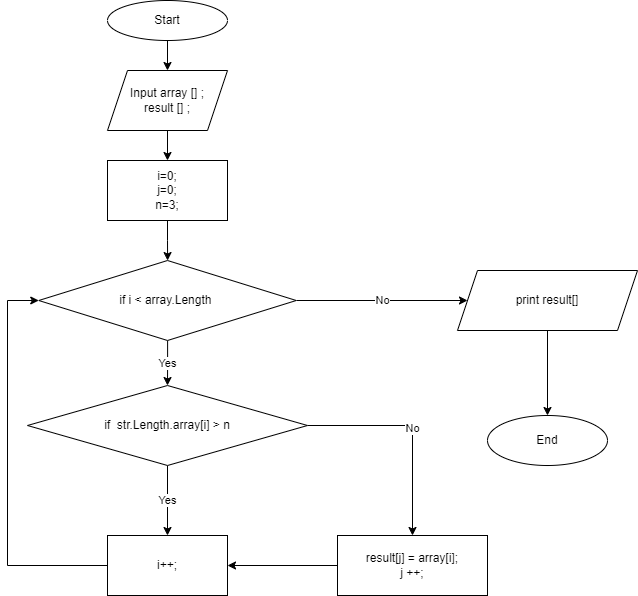 Start
Input array [] ;
result [] ;
i=0;
j=0;
n=3;
if i < array.Length
No
print result[]
Yes
if  str.Length.array[i] > n
No
End
Yes
i++;
result[j] = array[i];
j ++;